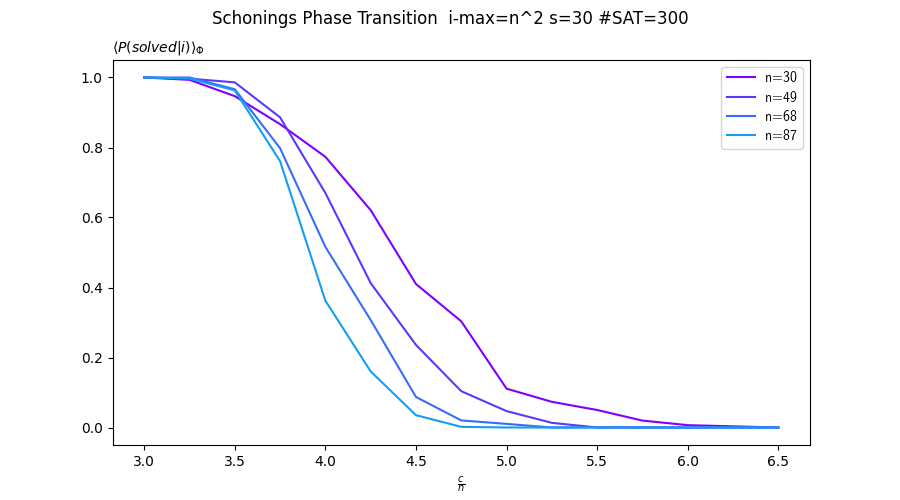 Schonings Phase Transition i-max=n^2 s=30 #SAT=300
⟨P(solved|i)⟩Φ
1.0
0.8
0.6
0.4
0.2
0.0
n=30
n=49
n=68
n=87
3.0 3.5 4.0 4.5 5.0 5.5 6.0 6.5
c
n